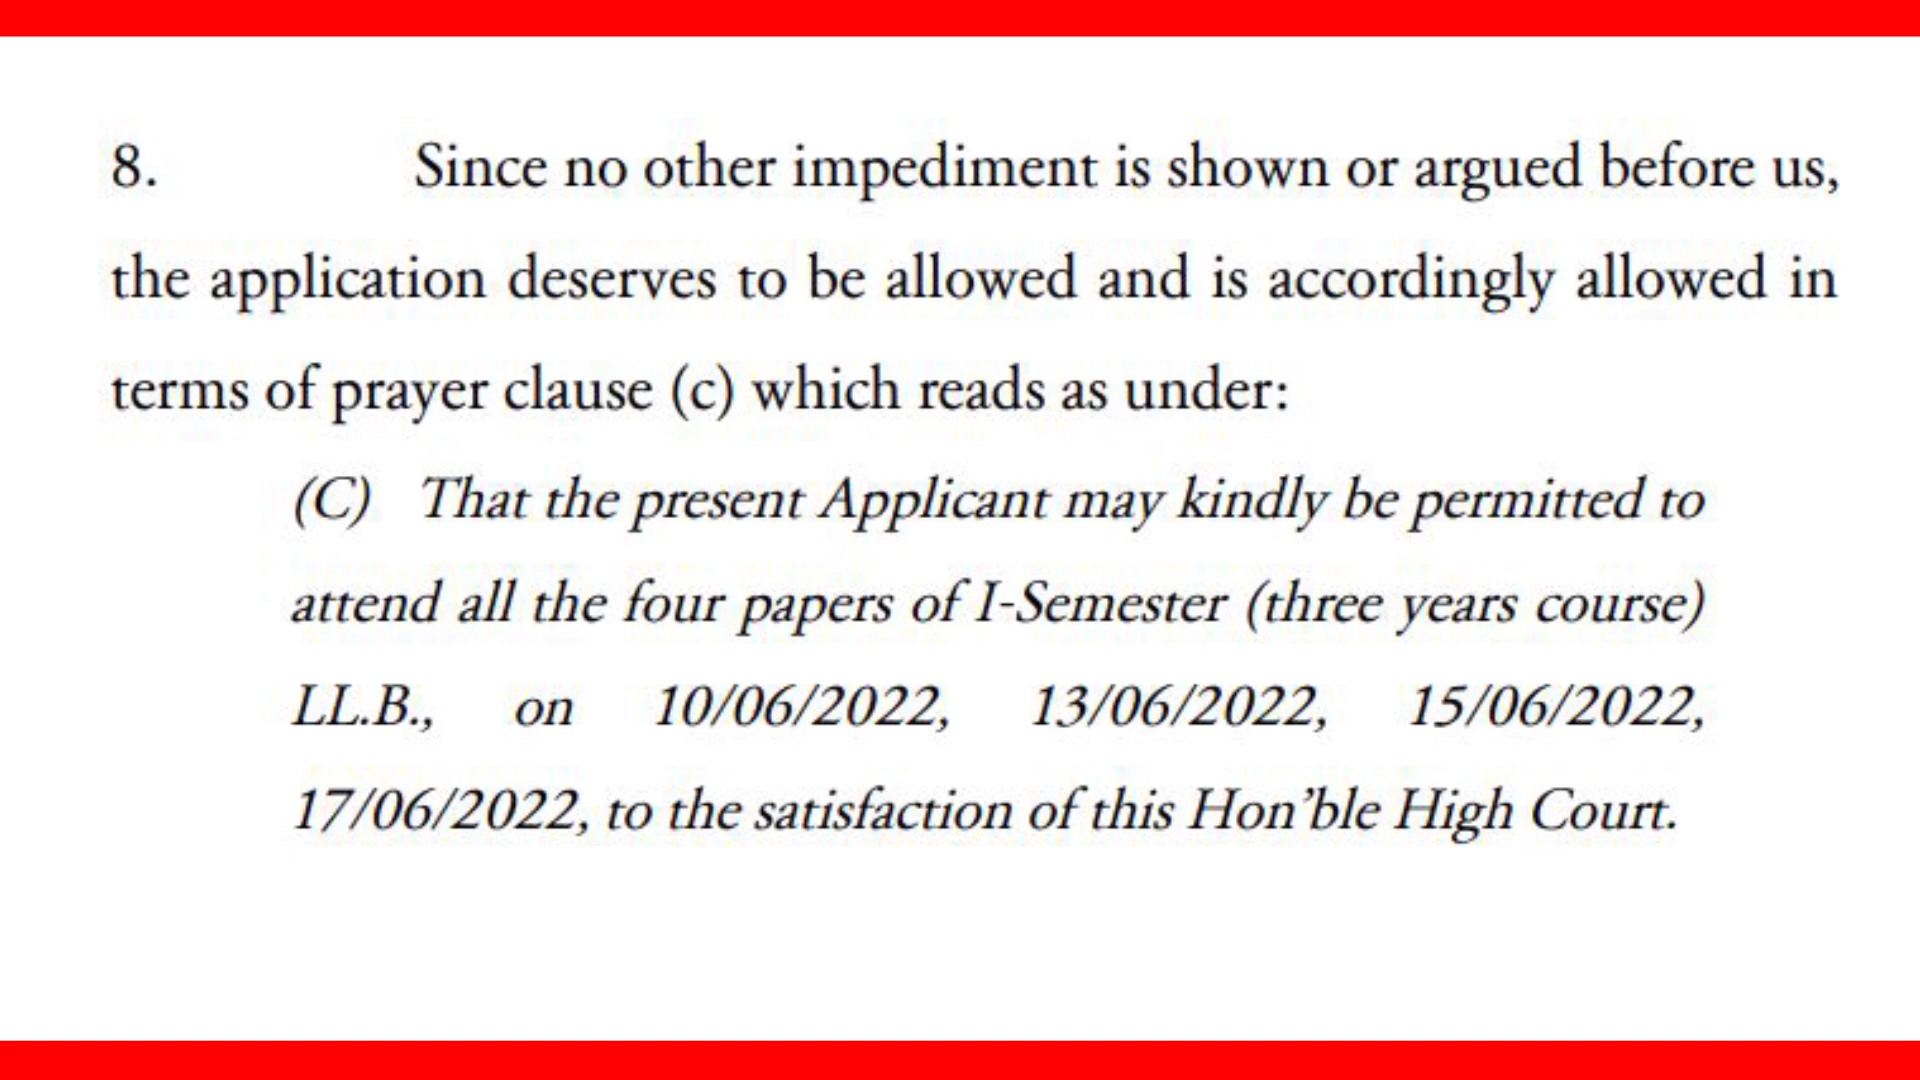 8. Since no other impediment is shown or argued before us,
the application deserves to be allowed and is accordingly allowed in
terms of prayer clause (c) which reads as under:
(C) That the present Applicant may kindly be permitted to
attend all the four papers of I-Semester (three years course)
LL.B., on 10/06/2022, 13/06/2022, 15/06/2022,
17/06/2022, to the satisfaction of this Hon’ble High Court.